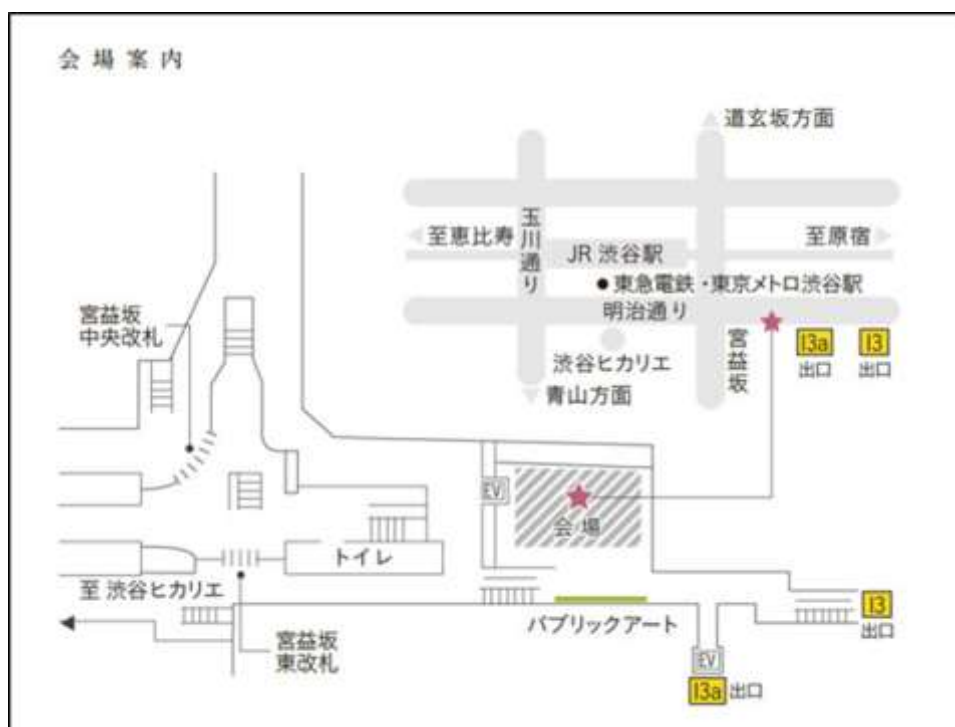 会場案内
道玄坂方面
玉川通り
至恵比寿
至原宿
JR 渋谷駅
東急電鉄・東京メトロ渋谷駅
明治通り
渋谷ヒカリエ
宮益坂
13a
出口
13
出口
青山方面
宮益坂
中央改札
EV
会場
トイレ
至 渋谷ヒカリエ
宮益坂
東改札
パブリックアート
13
出口
EV
13a 出口